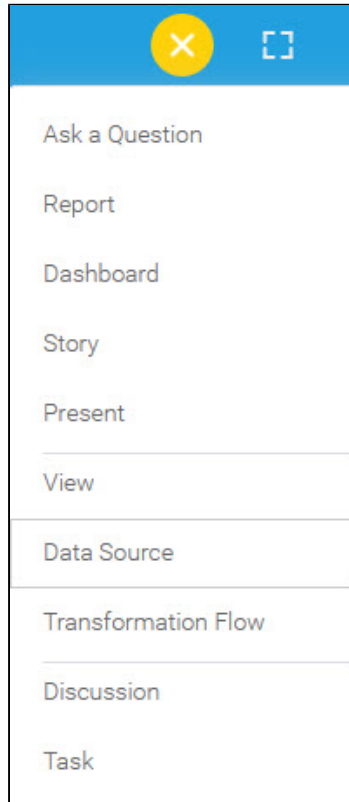 Ask a Question
Report
Dashboard
Story
Present
View
Data Source
Transformation Flow
Discussion
Task